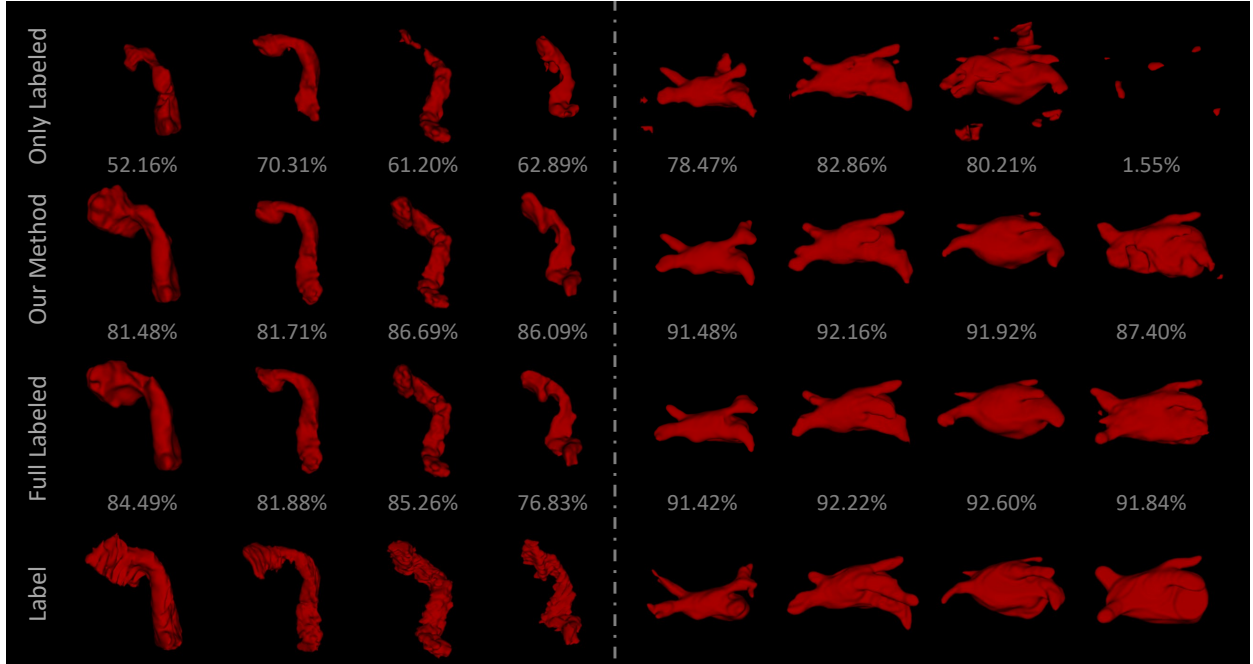 Only Labeled
52.16% 70.31% 61.20% 62.89% 78.47% 82.86% 80.21% 1.55%
Our Method
81.48% 81.71% 86.69% 86.09% 91.48% 92.16% 91.92% 87.40%
Full Labeled
84.49% 81.88% 85.26% 76.83% 91.42% 92.22% 92.60% 91.84%
Label